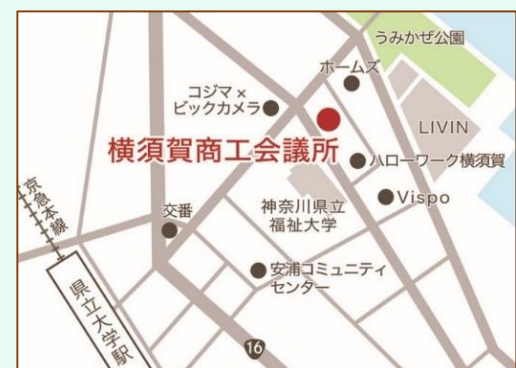 うみかぜ公園
ホームズ
コジマ×
ビックカメラ
LIVIN
横須賀商工会議所
ハローワーク横須賀
Vispo
神奈川県立
福祉大学
交番
京急本線
安浦コミュニティ
センター
県立大学駅
16